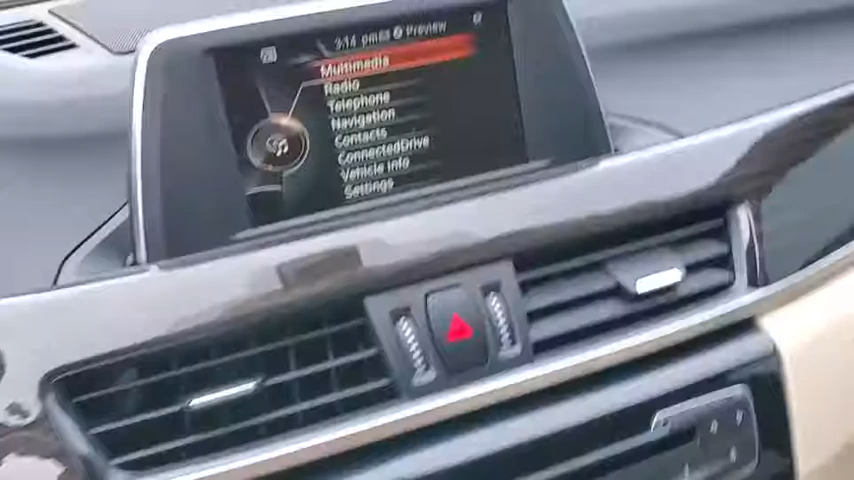 3:14 pm Preview
Multimedia
Radio
Telephone
Navigation
Contacts
ConnectedDrive
Vehicle info
Settings